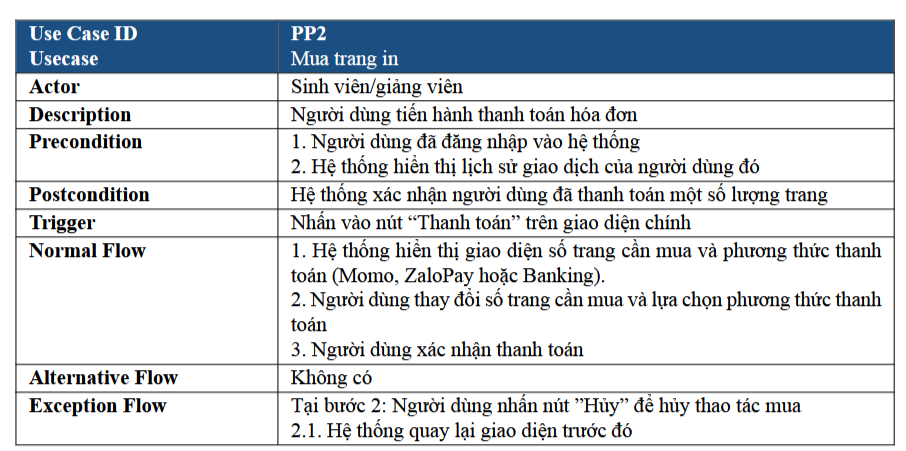 Use Case ID PP2
Usecase Mua trang in
Actor Sinh viên/giảng viên
Description Người dùng tiến hành thanh toán hóa đơn
Precondition 1. Người dùng đã đăng nhập vào hệ thống
2. Hệ thống hiển thị lịch sử giao dịch của người dùng đó
Postcondition Hệ thống xác nhận người dùng đã thanh toán một số lượng trang
Trigger Nhấn vào nút “Thanh toán” trên giao diện chính
Normal Flow 1. Hệ thống hiển thị giao diện số trang cần mua và phương thức thanh
toán (Momo, ZaloPay hoặc Banking).
2. Người dùng thay đổi số trang cần mua và lựa chọn phương thức thanh
toán
3. Người dùng xác nhận thanh toán
Alternative Flow Không có
Exception Flow Tại bước 2: Người dùng nhấn nút ”Hủy” để hủy thao tác mua
2.1. Hệ thống quay lại giao diện trước đó